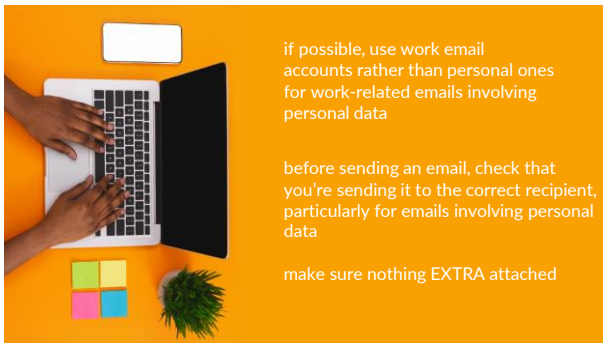 if possible, use work email
accounts rather than personal ones
for work-related emails involving
personal data
before sending an email, check that
you're sending it to the correct recipient,
particularly for emails involving personal
data
make sure nothing EXTRA attached